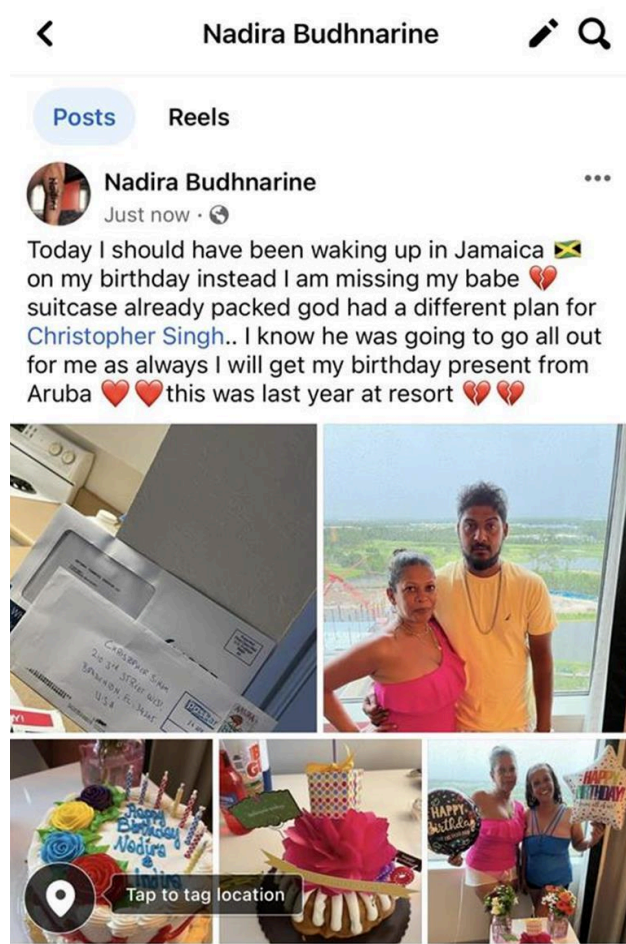 Nadira Budhnarine
Posts
Reels
Nadira Budhnarine
Just now ·
Today I should have been waking up in Jamaica 🇯🇲
on my birthday instead I am missing my babe 💔
suitcase already packed god had a different plan for
Christopher Singh.. I know he was going to go all out
for me as always I will get my birthday present from
Aruba ❤️❤️this was last year at resort 💔💔
USA
Happy
Birthday
Nadira
&
HAPPY
Birthday
HAPPY
BIRTHDAY
Tap to tag location